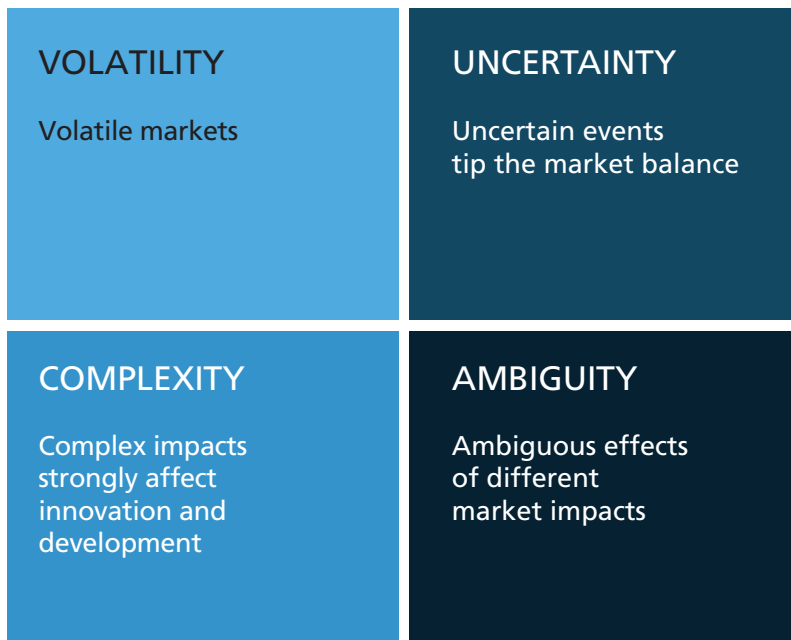 VOLATILITY
Volatile markets
UNCERTAINTY
Uncertain events
tip the market balance
COMPLEXITY
Complex impacts
strongly affect
innovation and
development
AMBIGUITY
Ambiguous effects
of different
market impacts